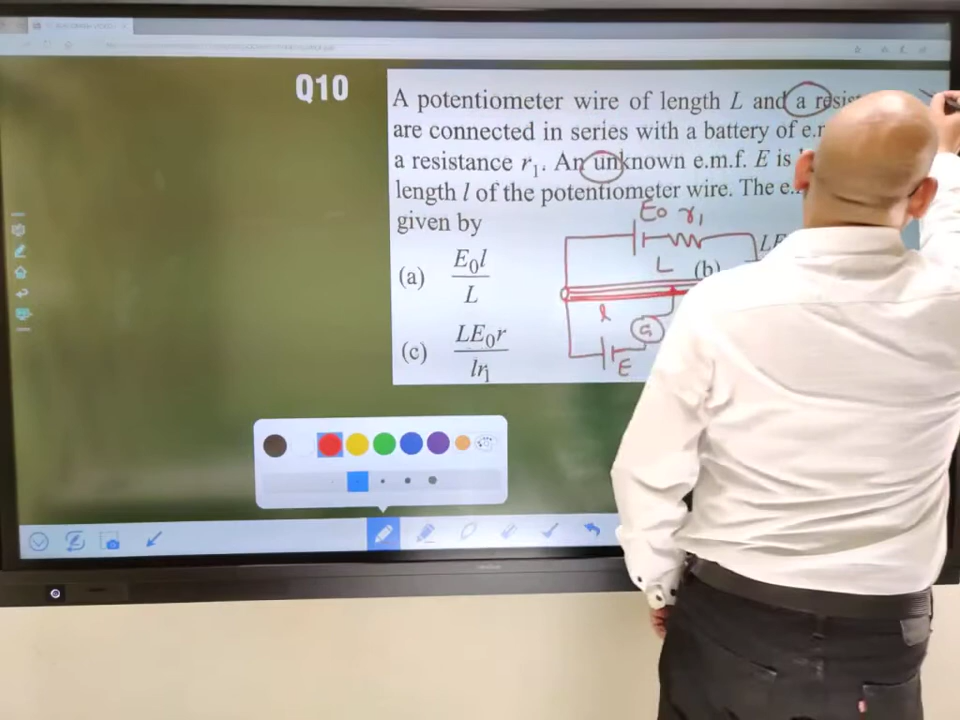 Q10
A potentiometer wire of length L and a resis
are connected in series with a battery of e.m
a resistance r₁. An unknown e.m.f. E is
length l of the potentiometer wire. The e.
given by
E₀ r₁
(a) E₀l / L
L
(b) LE
l
G
(c) LE₀r / lr₁
E